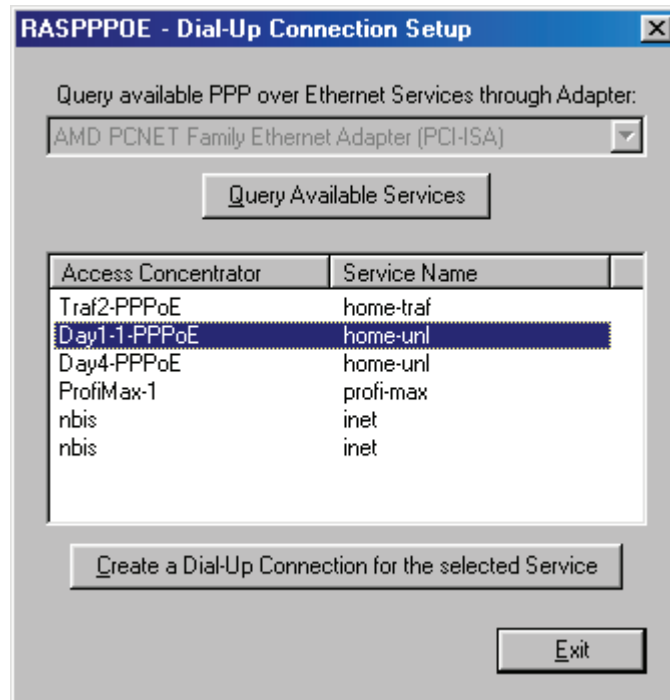 RASPPPOE - Dial-Up Connection Setup
Query available PPP over Ethernet Services through Adapter:
AMD PCNET Family Ethernet Adapter (PCI-ISA)
Query Available Services
Access Concentrator Service Name
Traf2-PPPoE home-traf
Day1-1-PPPoE home-unl
Day4-PPPoE home-unl
ProfiMax-1 profi-max
nbis inet
nbis inet
Create a Dial-Up Connection for the selected Service
Exit